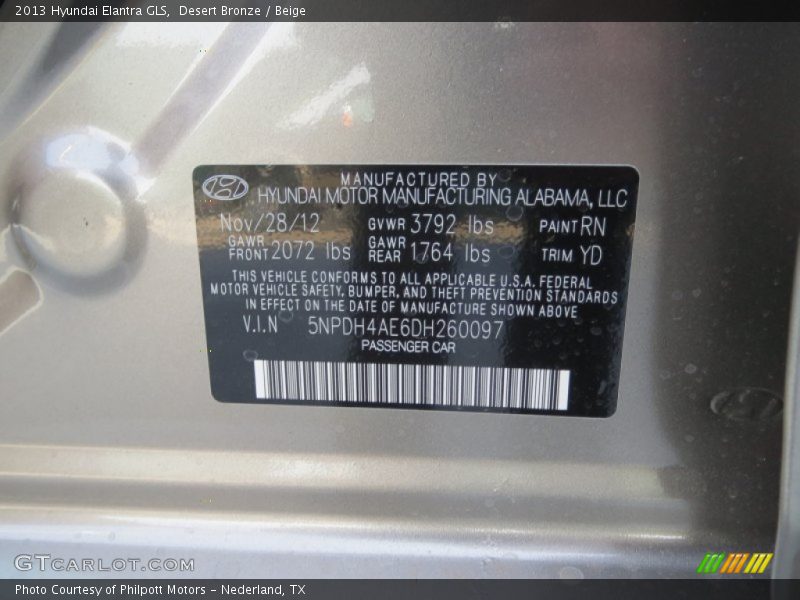 2013 Hyundai Elantra GLS, Desert Bronze / Beige
MANUFACTURED BY
HYUNDAI MOTOR MANUFACTURING ALABAMA, LLC
Nov/28/12 GVWR 3792 lbs PAINT RN
GAWR FRONT 2072 lbs GAWR REAR 1764 lbs TRIM YD
THIS VEHICLE CONFORMS TO ALL APPLICABLE U.S.A. FEDERAL
MOTOR VEHICLE SAFETY, BUMPER, AND THEFT PREVENTION STANDARDS
IN EFFECT ON THE DATE OF MANUFACTURE SHOWN ABOVE
V.I.N 5NPDH4AE6DH260097
PASSENGER CAR
GTCARLOT.COM
Photo Courtesy of Philpott Motors - Nederland, TX